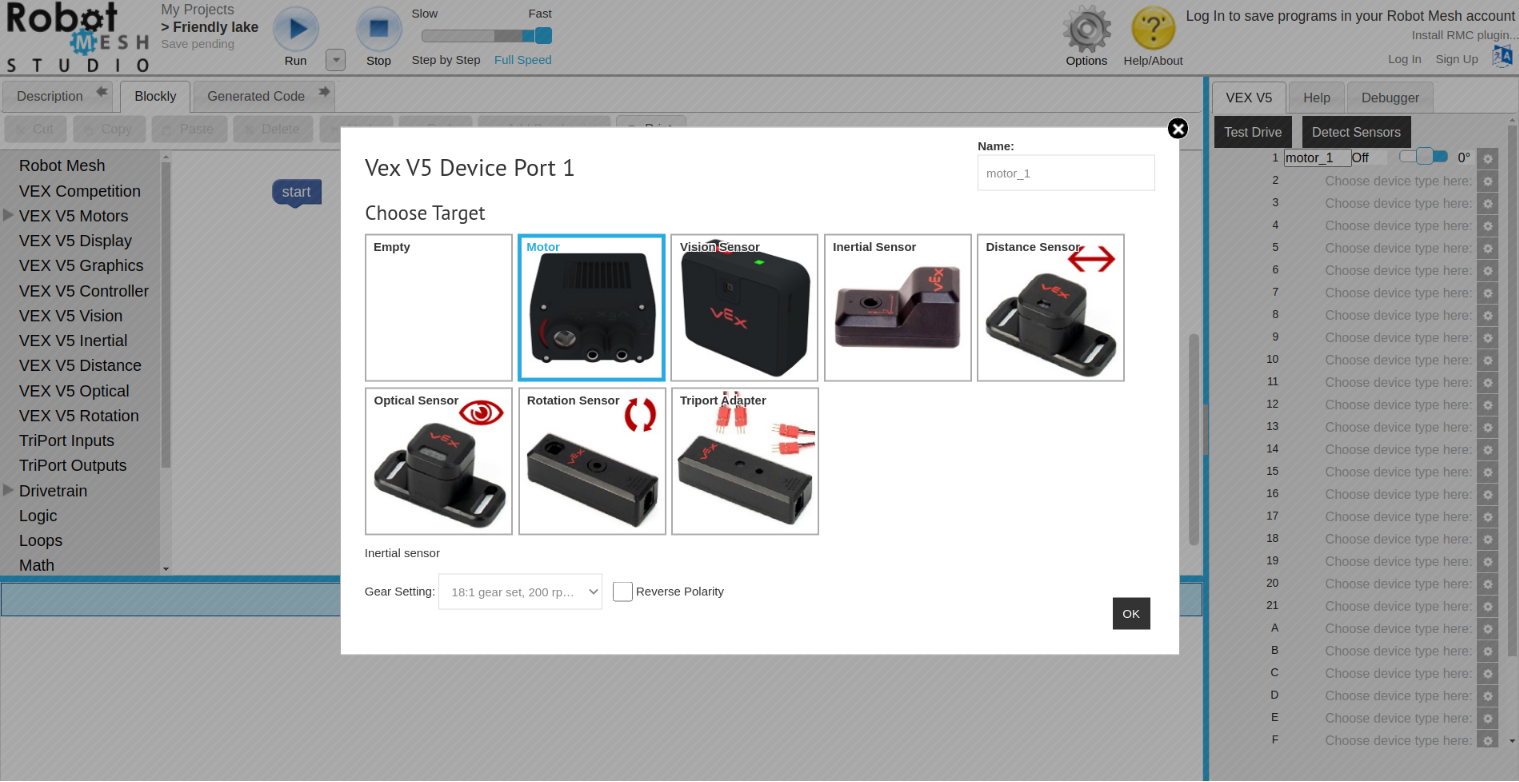 Robot
MESH
STUDIO
My Projects
> Friendly lake
Save pending
Run
Stop
Slow
Fast
Step by Step
Full Speed
Options
Help/About
Log In to save programs in your Robot Mesh account
Install RMC plugin...
Log In
Sign Up
Description
Blockly
Generated Code
VEX V5
Help
Debugger
Cut
Copy
Paste
Delete
Test Drive
Detect Sensors
Robot Mesh
VEX Competition
VEX V5 Motors
VEX V5 Display
VEX V5 Graphics
VEX V5 Controller
VEX V5 Vision
VEX V5 Inertial
VEX V5 Distance
VEX V5 Optical
VEX V5 Rotation
TriPort Inputs
TriPort Outputs
Drivetrain
Logic
Loops
Math
start
Vex V5 Device Port 1
Name:
motor_1
Choose Target
Empty
Motor
Vision Sensor
VEX
Inertial Sensor
VEX
Distance Sensor
VEX
Optical Sensor
VEX
Rotation Sensor
VEX
Triport Adapter
VEX
Inertial sensor
Gear Setting:
18:1 gear set, 200 rp...
Reverse Polarity
OK
1 motor_1 Off 0°
2 Choose device type here:
3 Choose device type here:
4 Choose device type here:
5 Choose device type here:
6 Choose device type here:
7 Choose device type here:
8 Choose device type here:
9 Choose device type here:
10 Choose device type here:
11 Choose device type here:
12 Choose device type here:
13 Choose device type here:
14 Choose device type here:
15 Choose device type here:
16 Choose device type here:
17 Choose device type here:
18 Choose device type here:
19 Choose device type here:
20 Choose device type here:
21 Choose device type here:
A Choose device type here:
B Choose device type here:
C Choose device type here:
D Choose device type here:
E Choose device type here:
F Choose device type here: